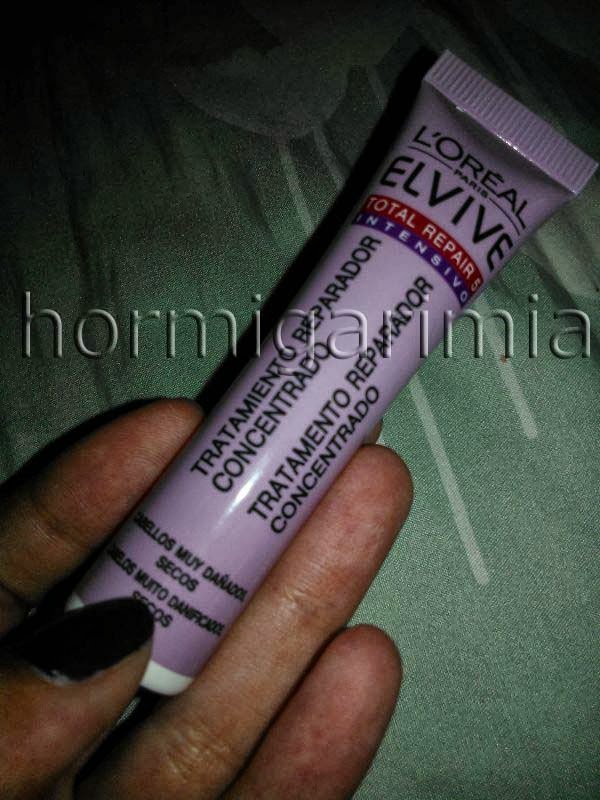 L'ORÉAL
PARIS
ELVIVE
TOTAL REPAIR 5
INTENSIVO
hormigarimia
TRATAMIENTO REPARADOR
CONCENTRADO
TRATAMENTO REPARADOR
CONCENTRADO
CABELLOS MUY DAÑADOS,
SECOS
CABELOS MUITO DANIFICADOS,
SECOS